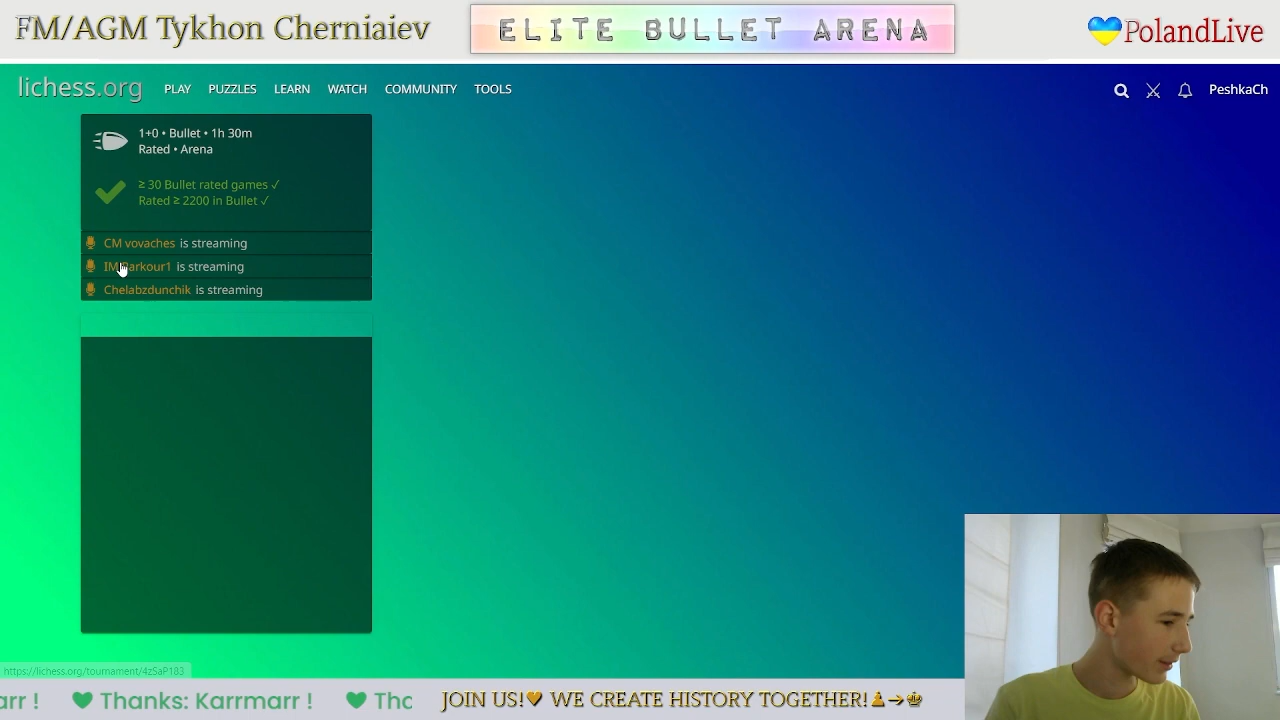 FM/AGM Tykhon Cherniaiev
ELITE BULLET ARENA
PolandLive
lichess.org PLAY PUZZLES LEARN WATCH COMMUNITY TOOLS
PeshkaCh
1+0 • Bullet • 1h 30m
Rated • Arena
≥ 30 Bullet rated games ✓
Rated ≥ 2200 in Bullet ✓
CM vovaches is streaming
IM arkour1 is streaming
Chelabzdunchik is streaming
https://lichess.org/tournament/4zSaP183
arr ! Thanks: Karrmarr ! Tha
JOIN US!🧡 WE CREATE HISTORY TOGETHER!♟➔♚